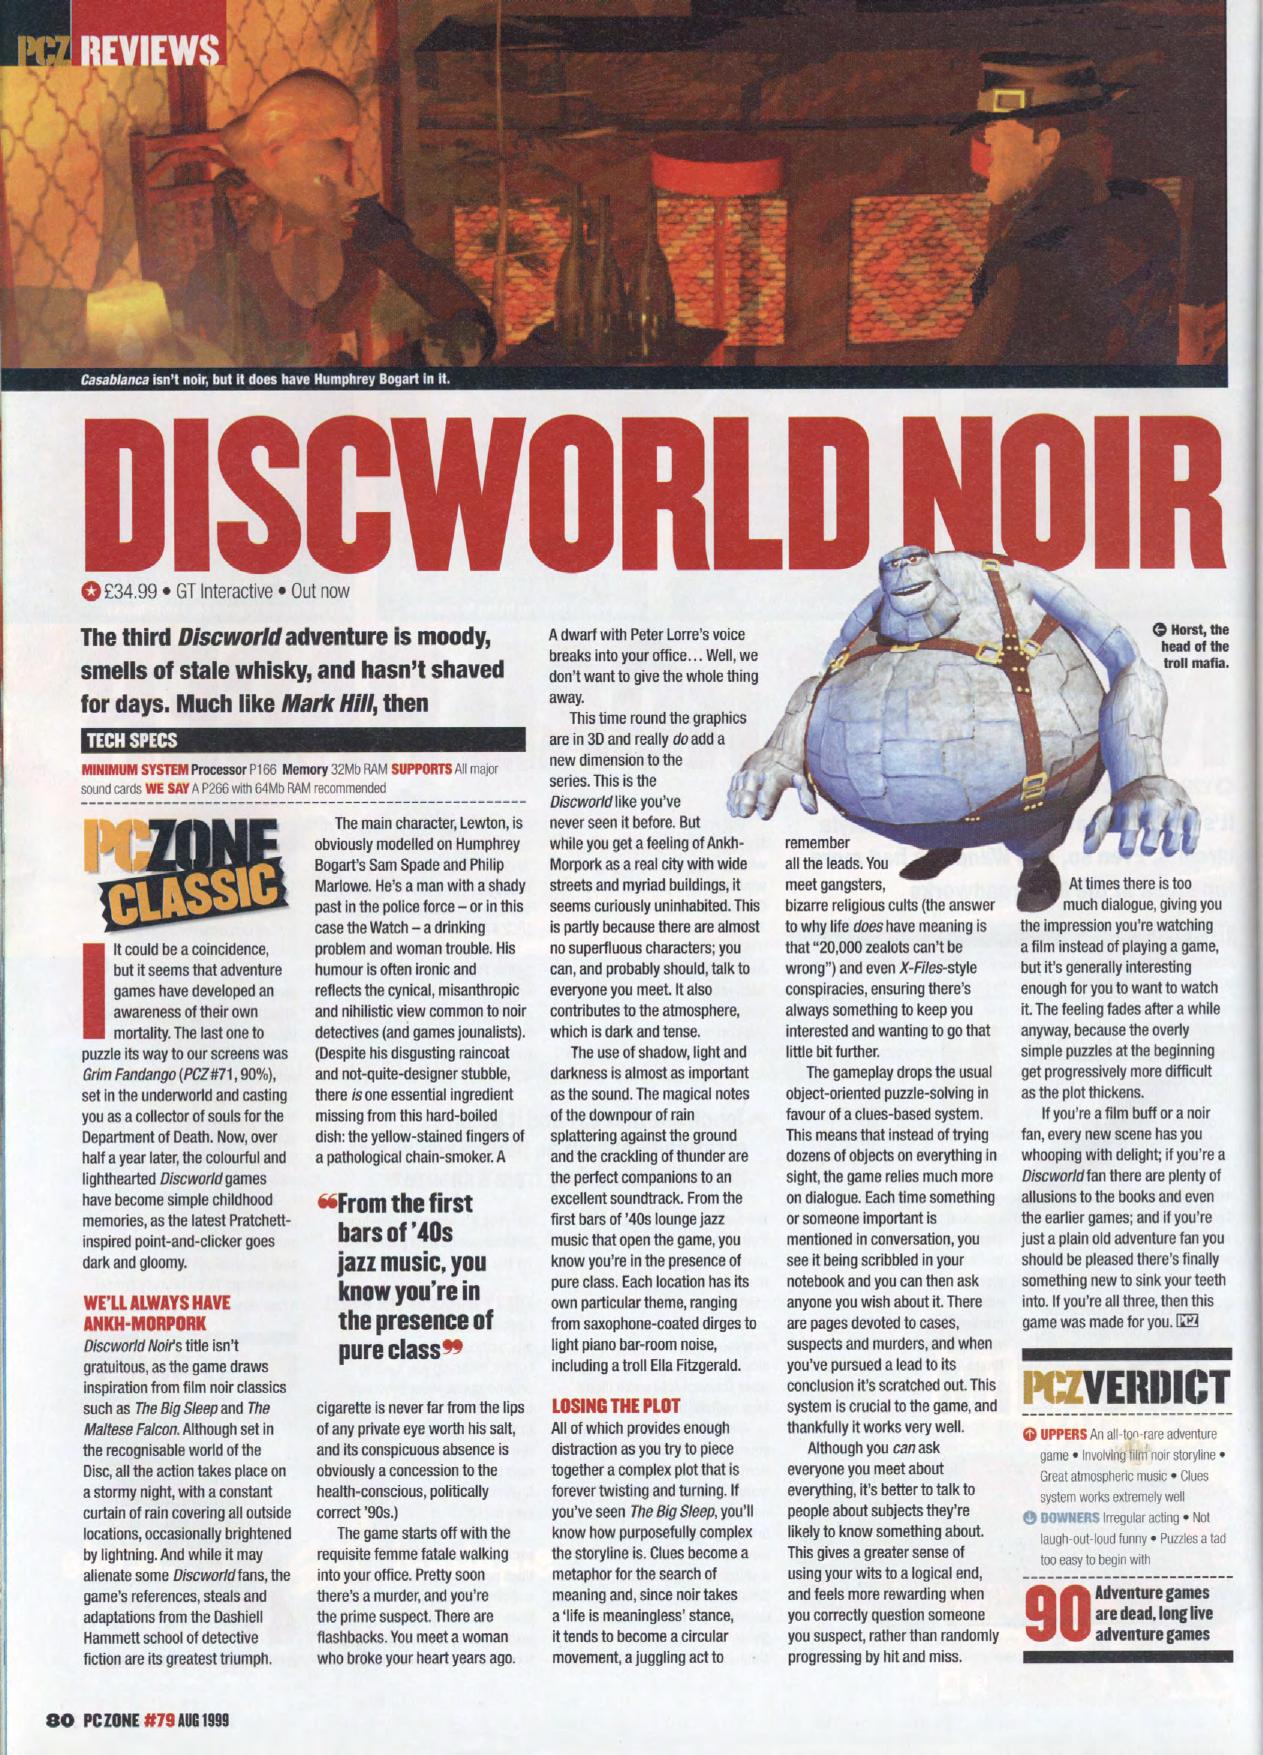 PCZ REVIEWS
Casablanca isn't noir, but it does have Humphrey Bogart in it.
DISCWORLD NOIR
£34.99 • GT Interactive • Out now
The third Discworld adventure is moody,
smells of stale whisky, and hasn't shaved
for days. Much like Mark Hill, then
TECH SPECS
MINIMUM SYSTEM Processor P166 Memory 32Mb RAM SUPPORTS All major
sound cards WE SAY A P266 with 64Mb RAM recommended
PCZONE
CLASSIC
It could be a coincidence,
but it seems that adventure
games have developed an
awareness of their own
mortality. The last one to
puzzle its way to our screens was
Grim Fandango (PCZ #71, 90%),
set in the underworld and casting
you as a collector of souls for the
Department of Death. Now, over
half a year later, the colourful and
lighthearted Discworld games
have become simple childhood
memories, as the latest Pratchett-
inspired point-and-clicker goes
dark and gloomy.
WE'LL ALWAYS HAVE
ANKH-MORPORK
Discworld Noir's title isn't
gratuitous, as the game draws
inspiration from film noir classics
such as The Big Sleep and The
Maltese Falcon. Although set in
the recognisable world of the
Disc, all the action takes place on
a stormy night, with a constant
curtain of rain covering all outside
locations, occasionally brightened
by lightning. And while it may
alienate some Discworld fans, the
game's references, steals and
adaptations from the Dashiell
Hammett school of detective
fiction are its greatest triumph.
The main character, Lewton, is
obviously modelled on Humphrey
Bogart's Sam Spade and Philip
Marlowe. He's a man with a shady
past in the police force – or in this
case the Watch – a drinking
problem and woman trouble. His
humour is often ironic and
reflects the cynical, misanthropic
and nihilistic view common to noir
detectives (and games jounalists).
(Despite his disgusting raincoat
and not-quite-designer stubble,
there is one essential ingredient
missing from this hard-boiled
dish: the yellow-stained fingers of
a pathological chain-smoker. A
“From the first
bars of '40s
jazz music, you
know you're in
the presence of
pure class”
cigarette is never far from the lips
of any private eye worth his salt,
and its conspicuous absence is
obviously a concession to the
health-conscious, politically
correct '90s.)
The game starts off with the
requisite femme fatale walking
into your office. Pretty soon
there's a murder, and you're
the prime suspect. There are
flashbacks. You meet a woman
who broke your heart years ago.
A dwarf with Peter Lorre's voice
breaks into your office... Well, we
don't want to give the whole thing
away.
This time round the graphics
are in 3D and really do add a
new dimension to the
series. This is the
Discworld like you've
never seen it before. But
while you get a feeling of Ankh-
Morpork as a real city with wide
streets and myriad buildings, it
seems curiously uninhabited. This
is partly because there are almost
no superfluous characters; you
can, and probably should, talk to
everyone you meet. It also
contributes to the atmosphere,
which is dark and tense.
The use of shadow, light and
darkness is almost as important
as the sound. The magical notes
of the downpour of rain
splattering against the ground
and the crackling of thunder are
the perfect companions to an
excellent soundtrack. From the
first bars of '40s lounge jazz
music that open the game, you
know you're in the presence of
pure class. Each location has its
own particular theme, ranging
from saxophone-coated dirges to
light piano bar-room noise,
including a troll Ella Fitzgerald.
LOSING THE PLOT
All of which provides enough
distraction as you try to piece
together a complex plot that is
forever twisting and turning. If
you've seen The Big Sleep, you'll
know how purposefully complex
the storyline is. Clues become a
metaphor for the search of
meaning and, since noir takes
a 'life is meaningless' stance,
it tends to become a circular
movement, a juggling act to
remember
all the leads. You
meet gangsters,
bizarre religious cults (the answer
to why life does have meaning is
that “20,000 zealots can't be
wrong”) and even X-Files-style
conspiracies, ensuring there's
always something to keep you
interested and wanting to go that
little bit further.
The gameplay drops the usual
object-oriented puzzle-solving in
favour of a clues-based system.
This means that instead of trying
dozens of objects on everything in
sight, the game relies much more
on dialogue. Each time something
or someone important is
mentioned in conversation, you
see it being scribbled in your
notebook and you can then ask
anyone you wish about it. There
are pages devoted to cases,
suspects and murders, and when
you've pursued a lead to its
conclusion it's scratched out. This
system is crucial to the game, and
thankfully it works very well.
Although you can ask
everyone you meet about
everything, it's better to talk to
people about subjects they're
likely to know something about.
This gives a greater sense of
using your wits to a logical end,
and feels more rewarding when
you correctly question someone
you suspect, rather than randomly
progressing by hit and miss.
Horst, the
head of the
troll mafia.
At times there is too
much dialogue, giving you
the impression you're watching
a film instead of playing a game,
but it's generally interesting
enough for you to want to watch
it. The feeling fades after a while
anyway, because the overly
simple puzzles at the beginning
get progressively more difficult
as the plot thickens.
If you're a film buff or a noir
fan, every new scene has you
whooping with delight; if you're a
Discworld fan there are plenty of
allusions to the books and even
the earlier games; and if you're
just a plain old adventure fan you
should be pleased there's finally
something new to sink your teeth
into. If you're all three, then this
game was made for you. PCZ
PCZVERDICT
UPPERS An all-too-rare adventure
game • Involving film noir storyline •
Great atmospheric music • Clues
system works extremely well
DOWNERS Irregular acting • Not
laugh-out-loud funny • Puzzles a tad
too easy to begin with
90 Adventure games
are dead, long live
adventure games
80 PCZONE #79 AUG 1999